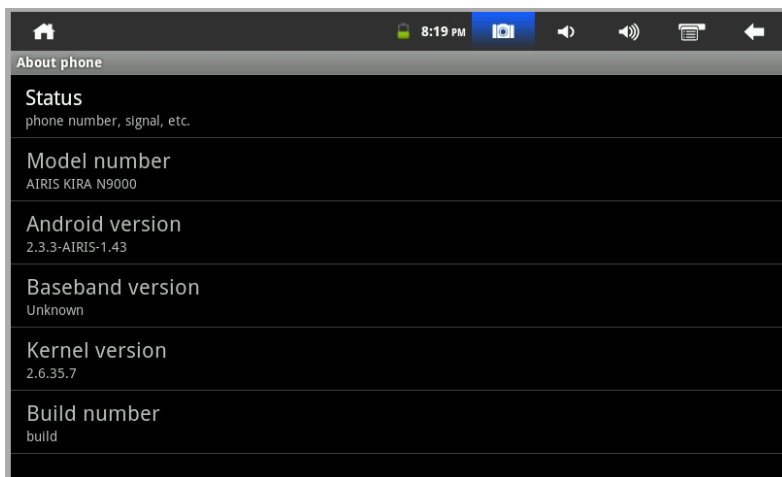 8:19 PM
About phone
Status
phone number, signal, etc.
Model number
AIRIS KIRA N9000
Android version
2.3.3-AIRIS-1.43
Baseband version
Unknown
Kernel version
2.6.35.7
Build number
build